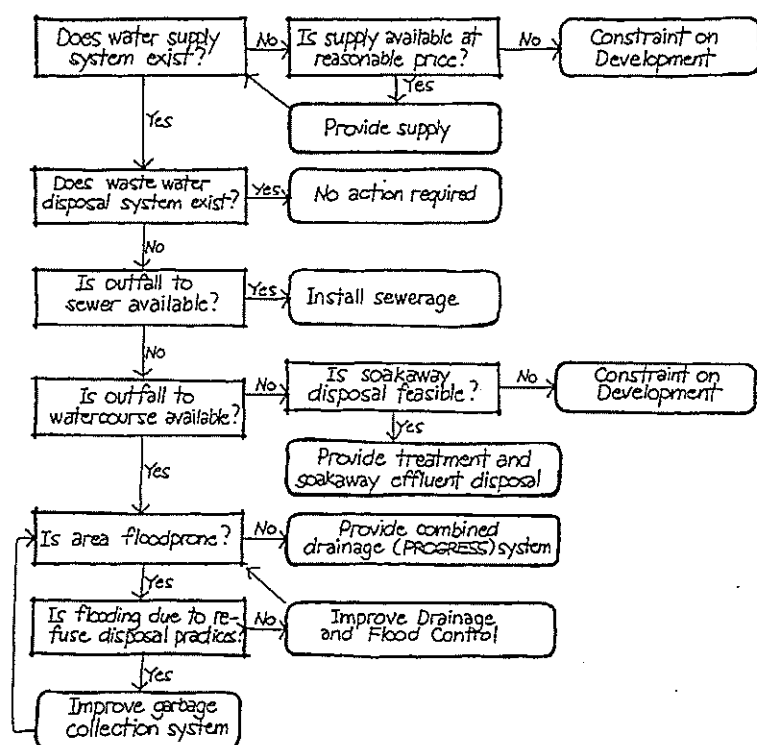 Does water supply
system exist?
No
Is supply available at
reasonable price?
No
Constraint on
Development
Yes
Provide supply
Yes
Does waste water
disposal system exist?
Yes
No action required
No
Is outfall to
sewer available?
Yes
Install sewerage
No
Is outfall to
watercourse available?
No
Is soakaway
disposal feasible?
No
Constraint on
Development
Yes
Provide treatment and
soakaway effluent disposal
Yes
Is area floodprone?
No
Provide combined
drainage (PROGRESS) system
Yes
Is flooding due to re-
fuse disposal practices?
No
Improve Drainage
and Flood Control
Yes
Improve garbage
collection system